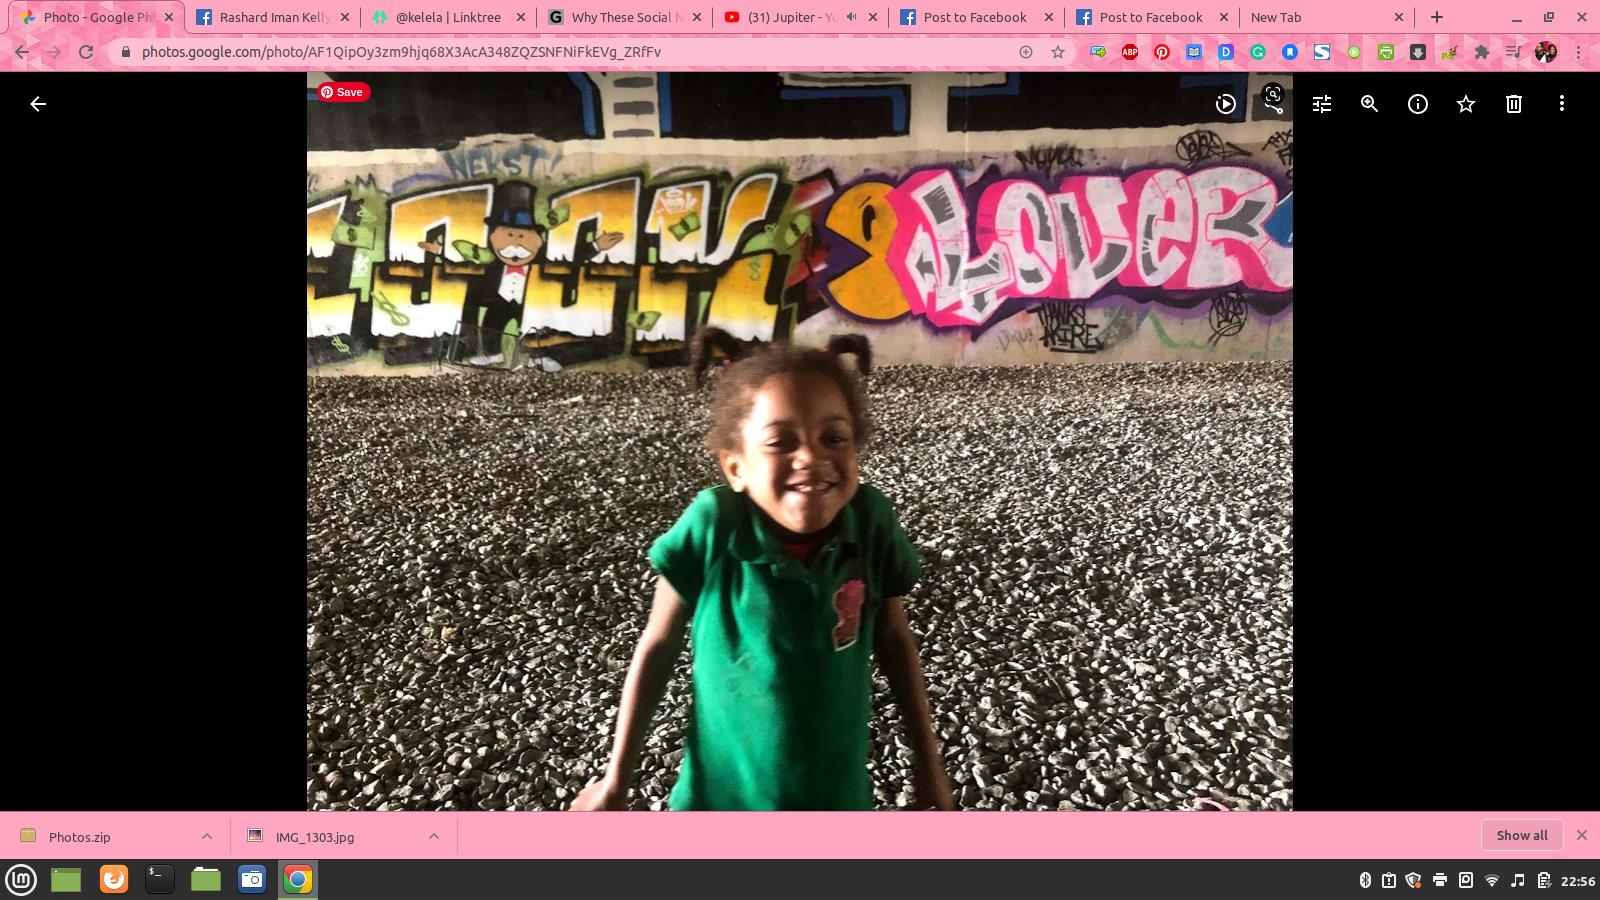 Photo - Google Ph
Rashard Iman Kelly
@kelela | Linktree
Why These Social N
(31) Jupiter - Yo
Post to Facebook
Post to Facebook
New Tab
photos.google.com/photo/AF1QipOy3zm9hjq68X3AcA348ZQZSNFNiFkEVg_ZRfFv
ABP
Save
NEKST!
LOVER
THANKS
Photos.zip
IMG_1303.jpg
Show all
22:56